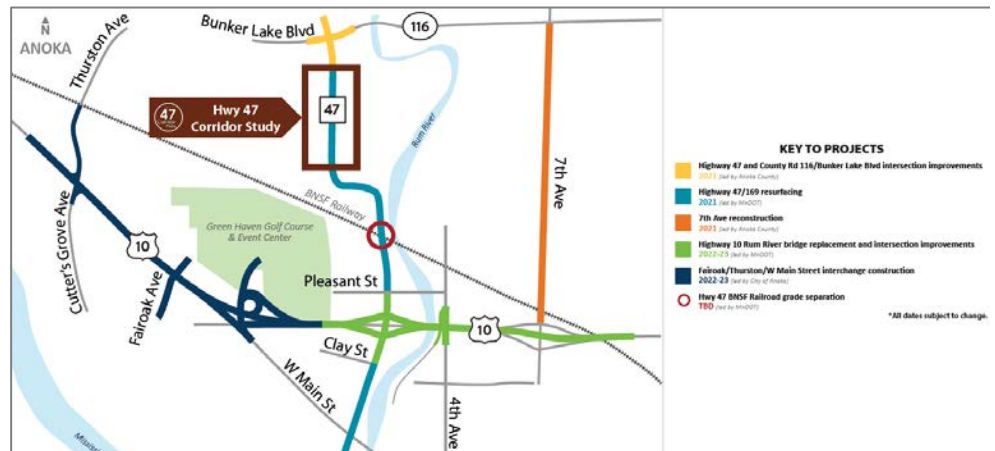 N
ANOKA
Thurston Ave
Bunker Lake Blvd
116
47
Hwy 47
Corridor Study
47
Rum River
7th Ave
BNSF Railway
Green Haven Golf Course
& Event Center
Cutter's Grove Ave
10
Fairoak Ave
Pleasant St
10
Clay St
W Main St
4th Ave
KEY TO PROJECTS
Highway 47 and County Rd 116/Bunker Lake Blvd intersection improvements
2021 (led by Anoka County)
Highway 47/169 resurfacing
2021 (led by MnDOT)
7th Ave reconstruction
2021 (led by Anoka County)
Highway 10 Rum River bridge replacement and intersection improvements
2022-23 (led by MnDOT)
Fairoak/Thurston/W Main Street interchange construction
2022-23 (led by City of Anoka)
Hwy 47 BNSF Railroad grade separation
TBD (led by MnDOT)
*All dates subject to change.